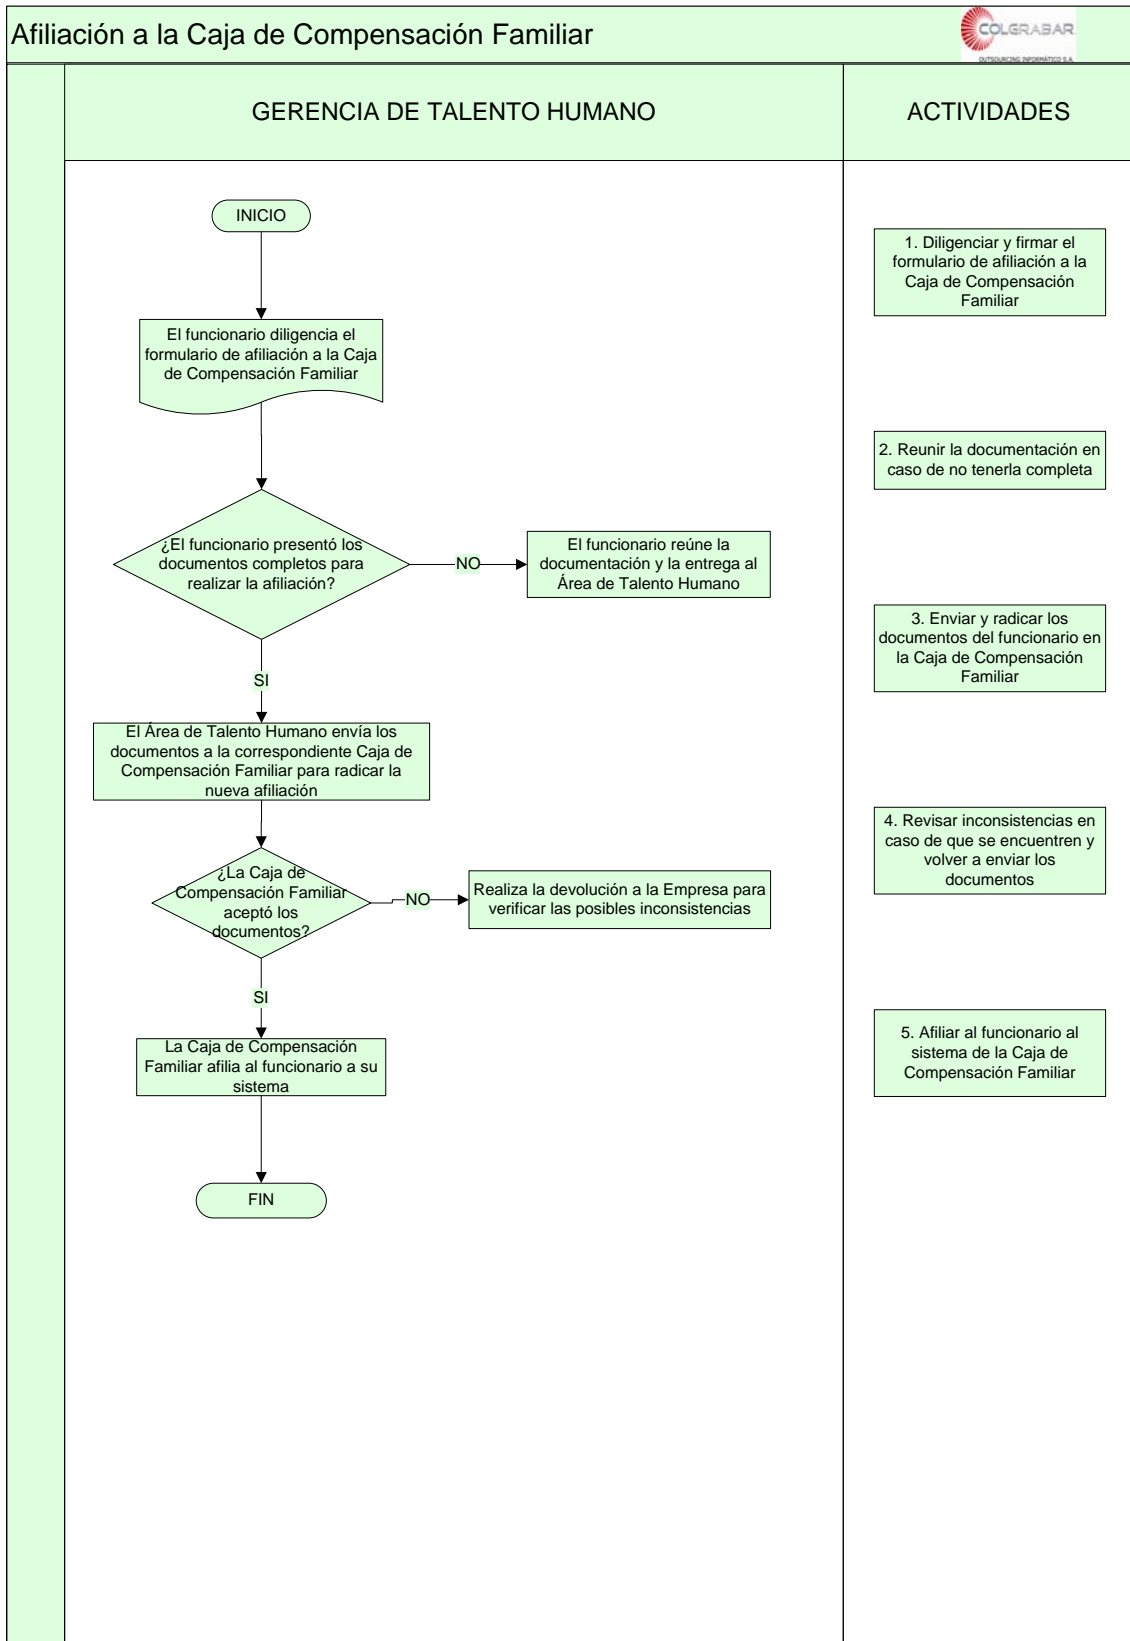 Afiliación a la Caja de Compensación Familiar
COLGRABAR
OUTSOURCING INFORMÁTICO S.A.
GERENCIA DE TALENTO HUMANO
ACTIVIDADES
INICIO
El funcionario diligencia el
formulario de afiliación a la Caja
de Compensación Familiar
¿El funcionario presentó los
documentos completos para
realizar la afiliación?
NO
El funcionario reúne la
documentación y la entrega al
Área de Talento Humano
SI
El Área de Talento Humano envía los
documentos a la correspondiente Caja de
Compensación Familiar para radicar la
nueva afiliación
¿La Caja de
Compensación Familiar
aceptó los
documentos?
NO
Realiza la devolución a la Empresa para
verificar las posibles inconsistencias
SI
La Caja de Compensación
Familiar afilia al funcionario a su
sistema
FIN
1. Diligenciar y firmar el
formulario de afiliación a la
Caja de Compensación
Familiar
2. Reunir la documentación en
caso de no tenerla completa
3. Enviar y radicar los
documentos del funcionario en
la Caja de Compensación
Familiar
4. Revisar inconsistencias en
caso de que se encuentren y
volver a enviar los
documentos
5. Afiliar al funcionario al
sistema de la Caja de
Compensación Familiar